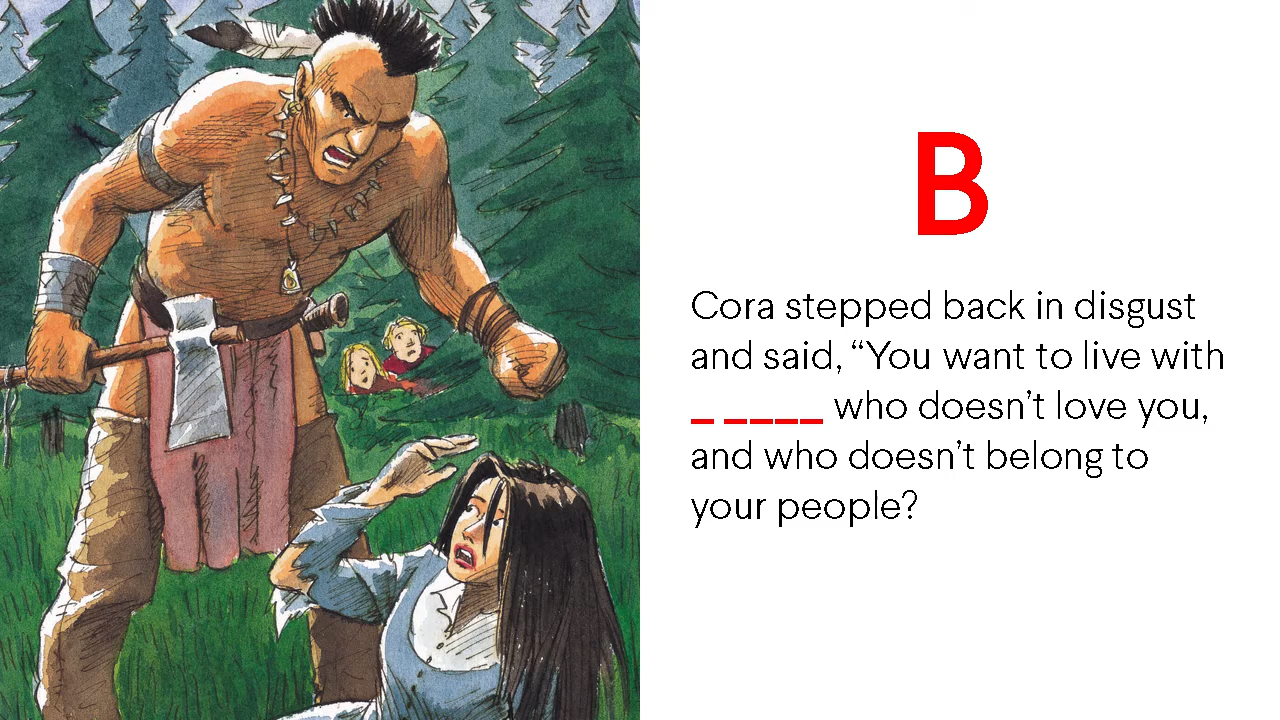 B
Cora stepped back in disgust
and said, “You want to live with
_ ____ who doesn’t love you,
and who doesn’t belong to
your people?